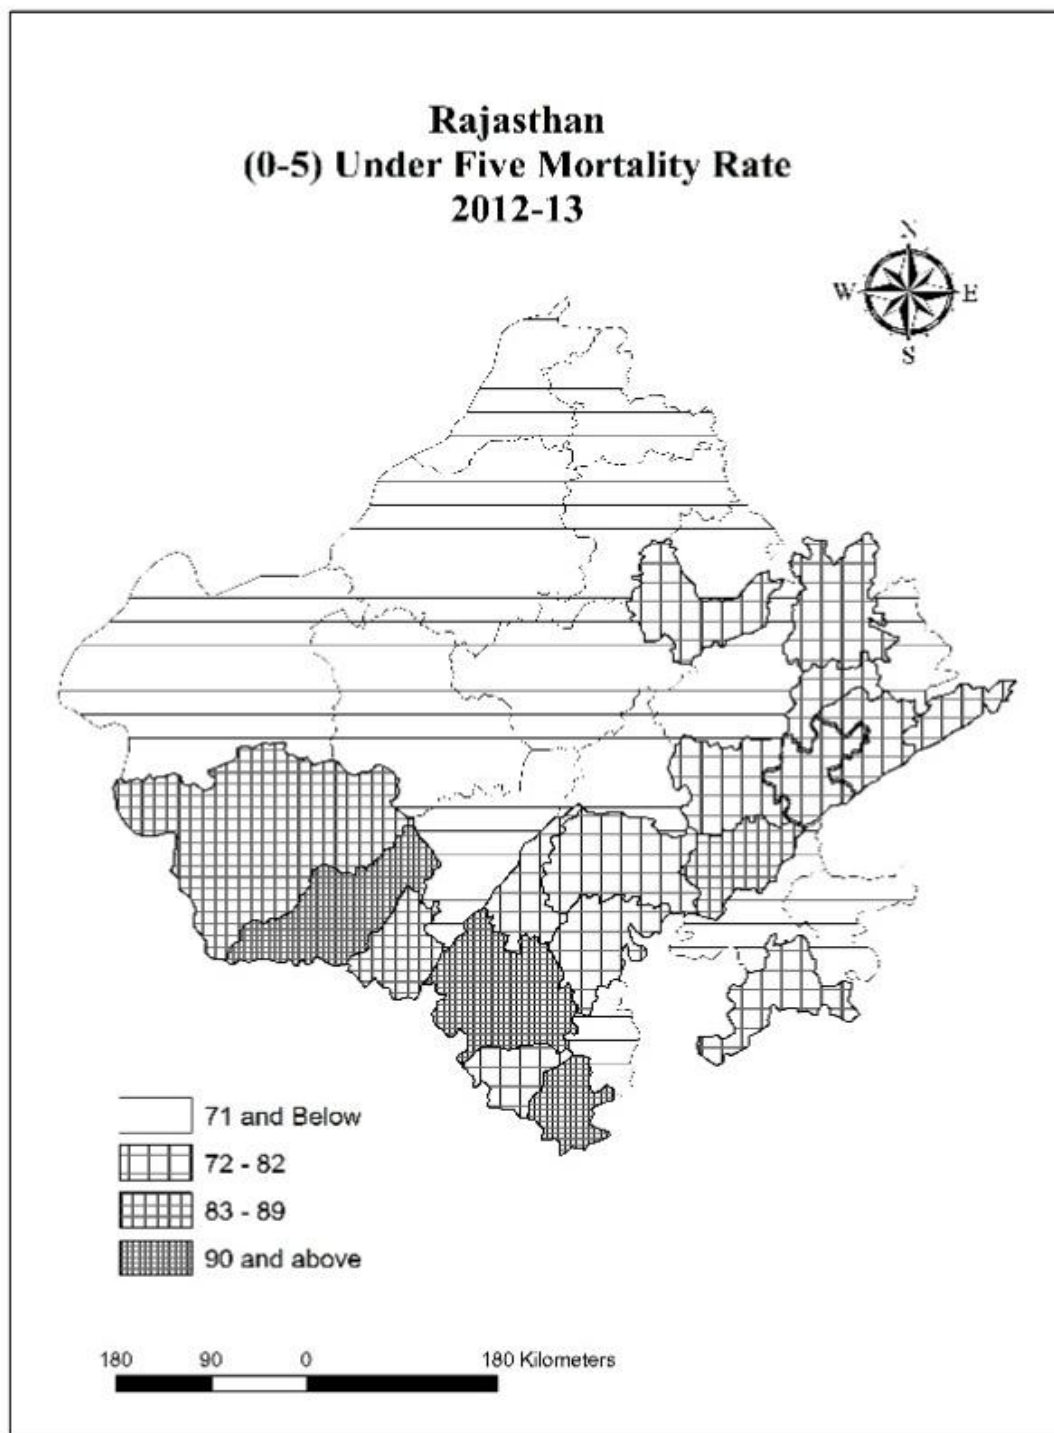 Rajasthan
(0-5) Under Five Mortality Rate
2012-13
N
W E
S
71 and Below
72 - 82
83 - 89
90 and above
180 90 0 180 Kilometers